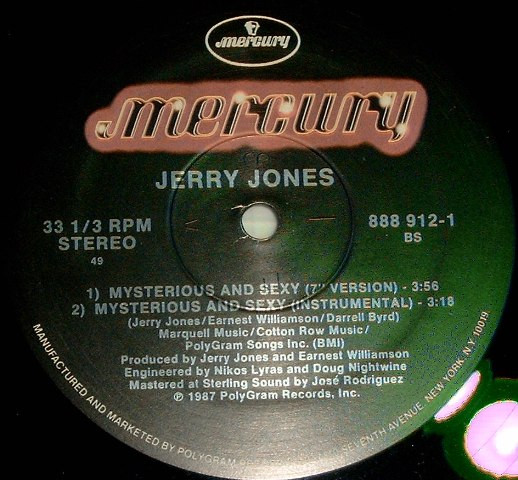 mercury
mercury
JERRY JONES
33 1/3 RPM
STEREO
49
888 912-1
BS
1) MYSTERIOUS AND SEXY (7" VERSION) - 3:56
2) MYSTERIOUS AND SEXY (INSTRUMENTAL) - 3:18
(Jerry Jones/Earnest Williamson/Darrell Byrd)
Marquell Music/Cotton Row Music/
PolyGram Songs Inc. (BMI)
Produced by Jerry Jones and Earnest Williamson
Engineered by Nikos Lyras and Doug Nightwine
Mastered at Sterling Sound by José Rodriguez
℗ 1987 PolyGram Records, Inc.
MANUFACTURED AND MARKETED BY POLYGRAM SEVENTH AVENUE, NEW YORK, N.Y. 10019